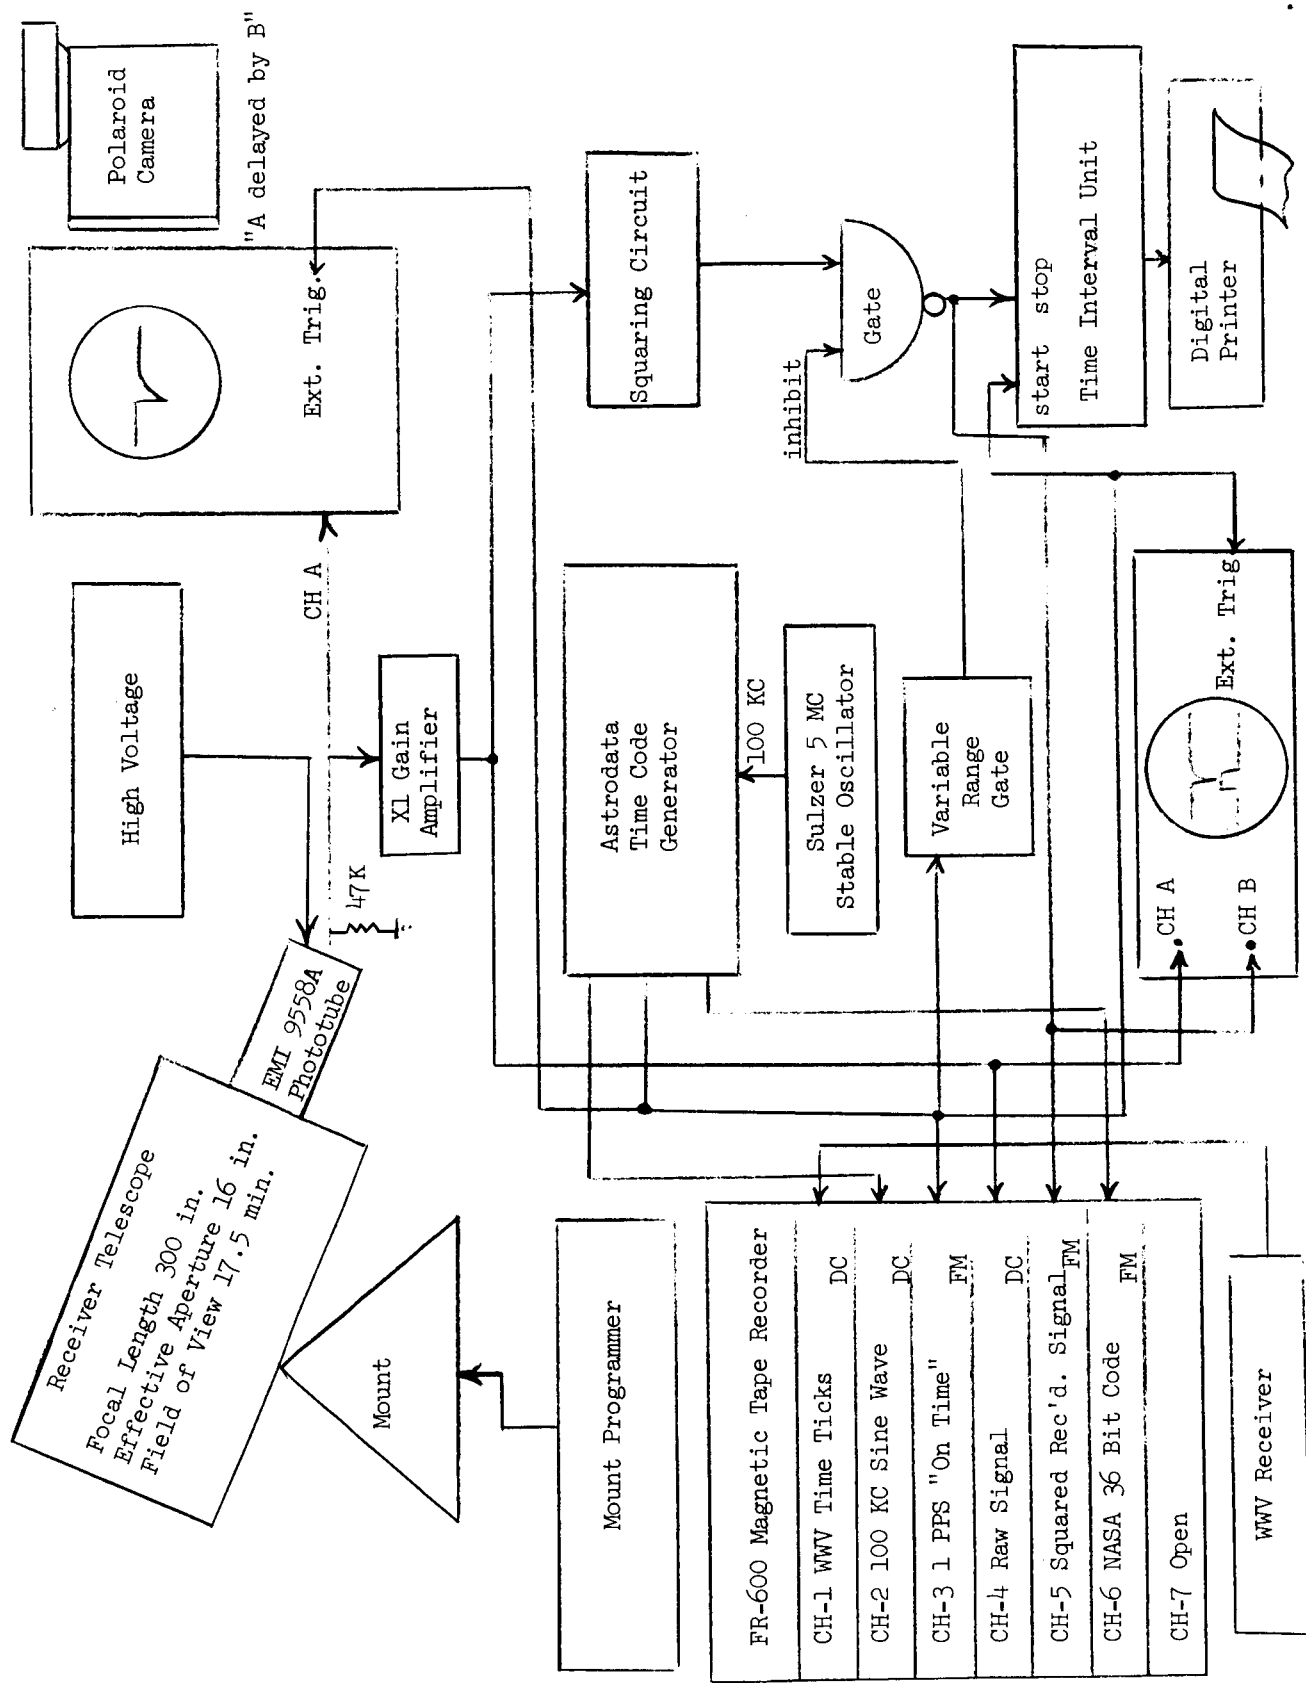 Receiver Telescope
Focal Length 300 in.
Effective Aperture 16 in.
Field of View 17.5 min.
EMI 9558A
Phototube
47K
High Voltage
CH A
Ext. Trig.
Polaroid
Camera
"A delayed by B"
Mount
X1 Gain
Amplifier
Mount Programmer
Astrodata
Time Code
Generator
100 KC
Sulzer 5 MC
Stable Oscillator
Squaring Circuit
inhibit
Gate
Variable
Range
Gate
start stop
Time Interval Unit
Digital
Printer
FR-600 Magnetic Tape Recorder
CH-1 WWV Time Ticks DC
CH-2 100 KC Sine Wave DC
CH-3 1 PPS "On Time" FM
CH-4 Raw Signal DC
CH-5 Squared Rec'd. Signal FM
CH-6 NASA 36 Bit Code FM
CH-7 Open
CH A
CH B
Ext. Trig
WWV Receiver